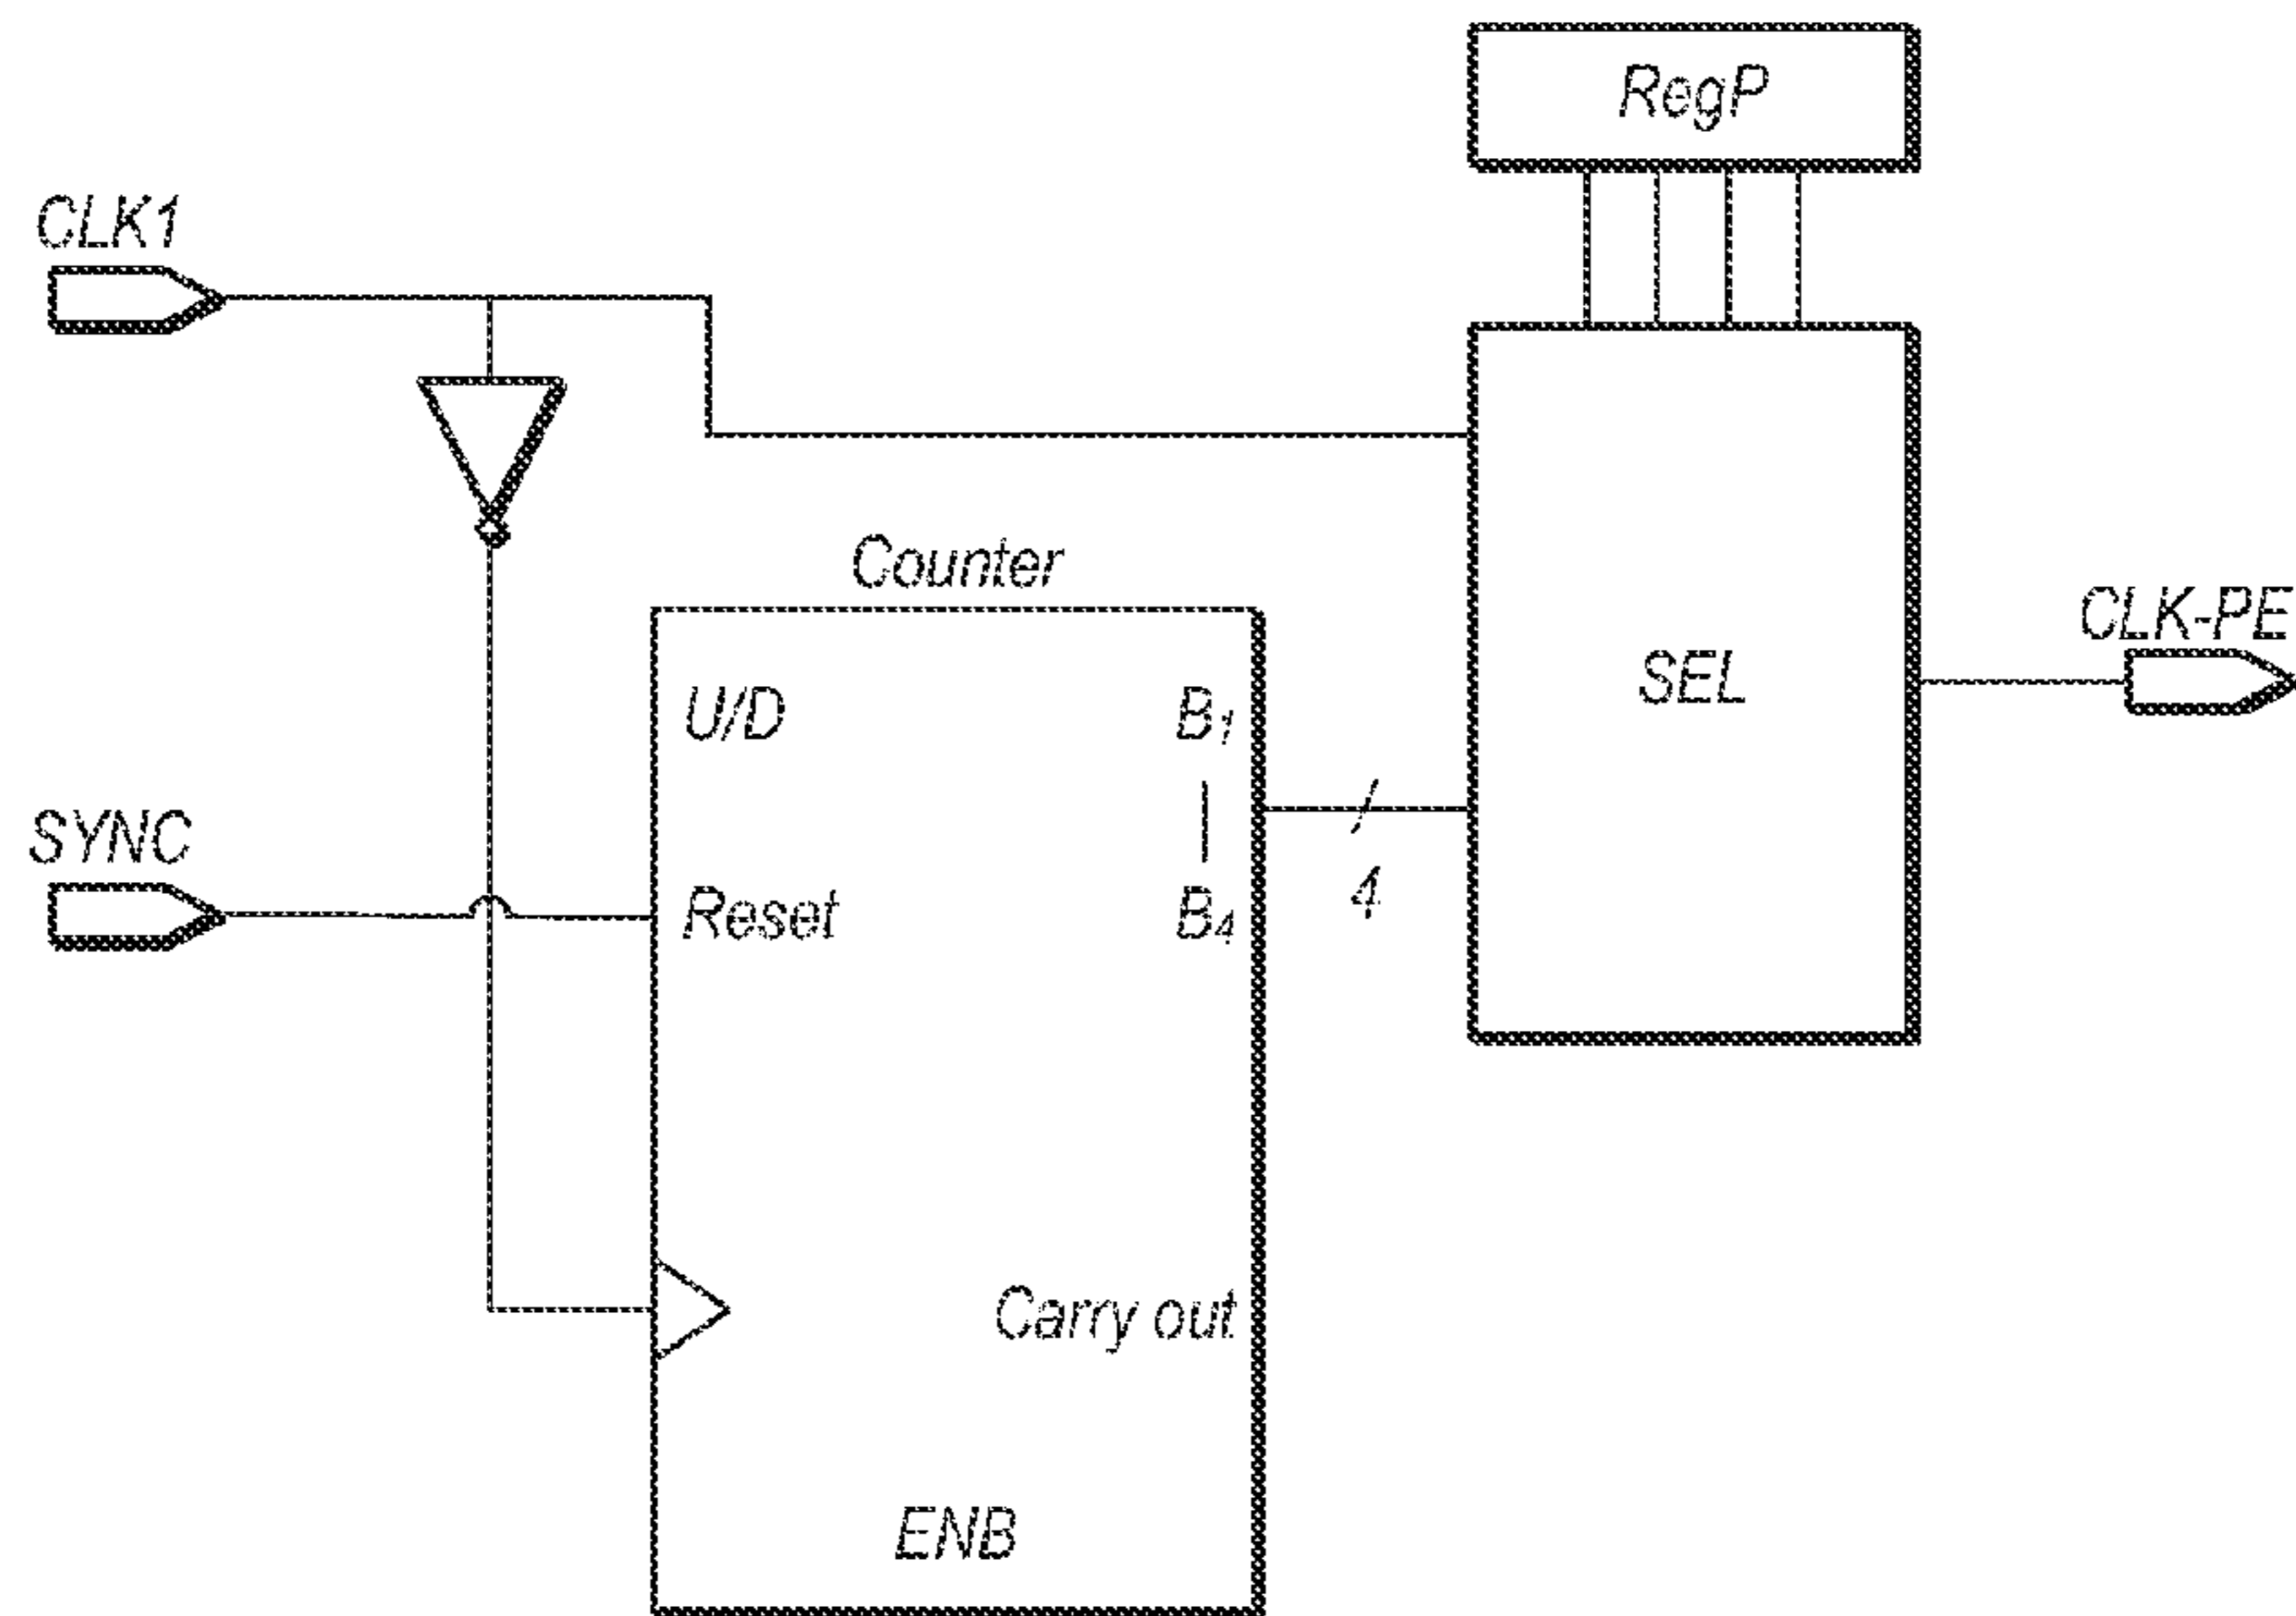 RegP
CLK1
Counter
CLK-PE
SEL
U/D
B₁
4
SYNC
Reset
B₄
Carry out
ENB